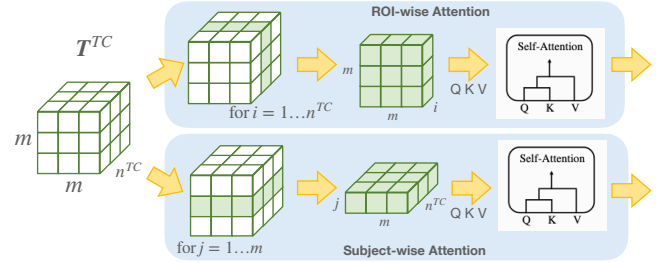 ROI-wise Attention
T^{TC}
m
m
n^{TC}
for i = 1…n^{TC}
m
m
i
Q K V
Self-Attention
Q K V
for j = 1…m
j
m
n^{TC}
Q K V
Self-Attention
Q K V
Subject-wise Attention